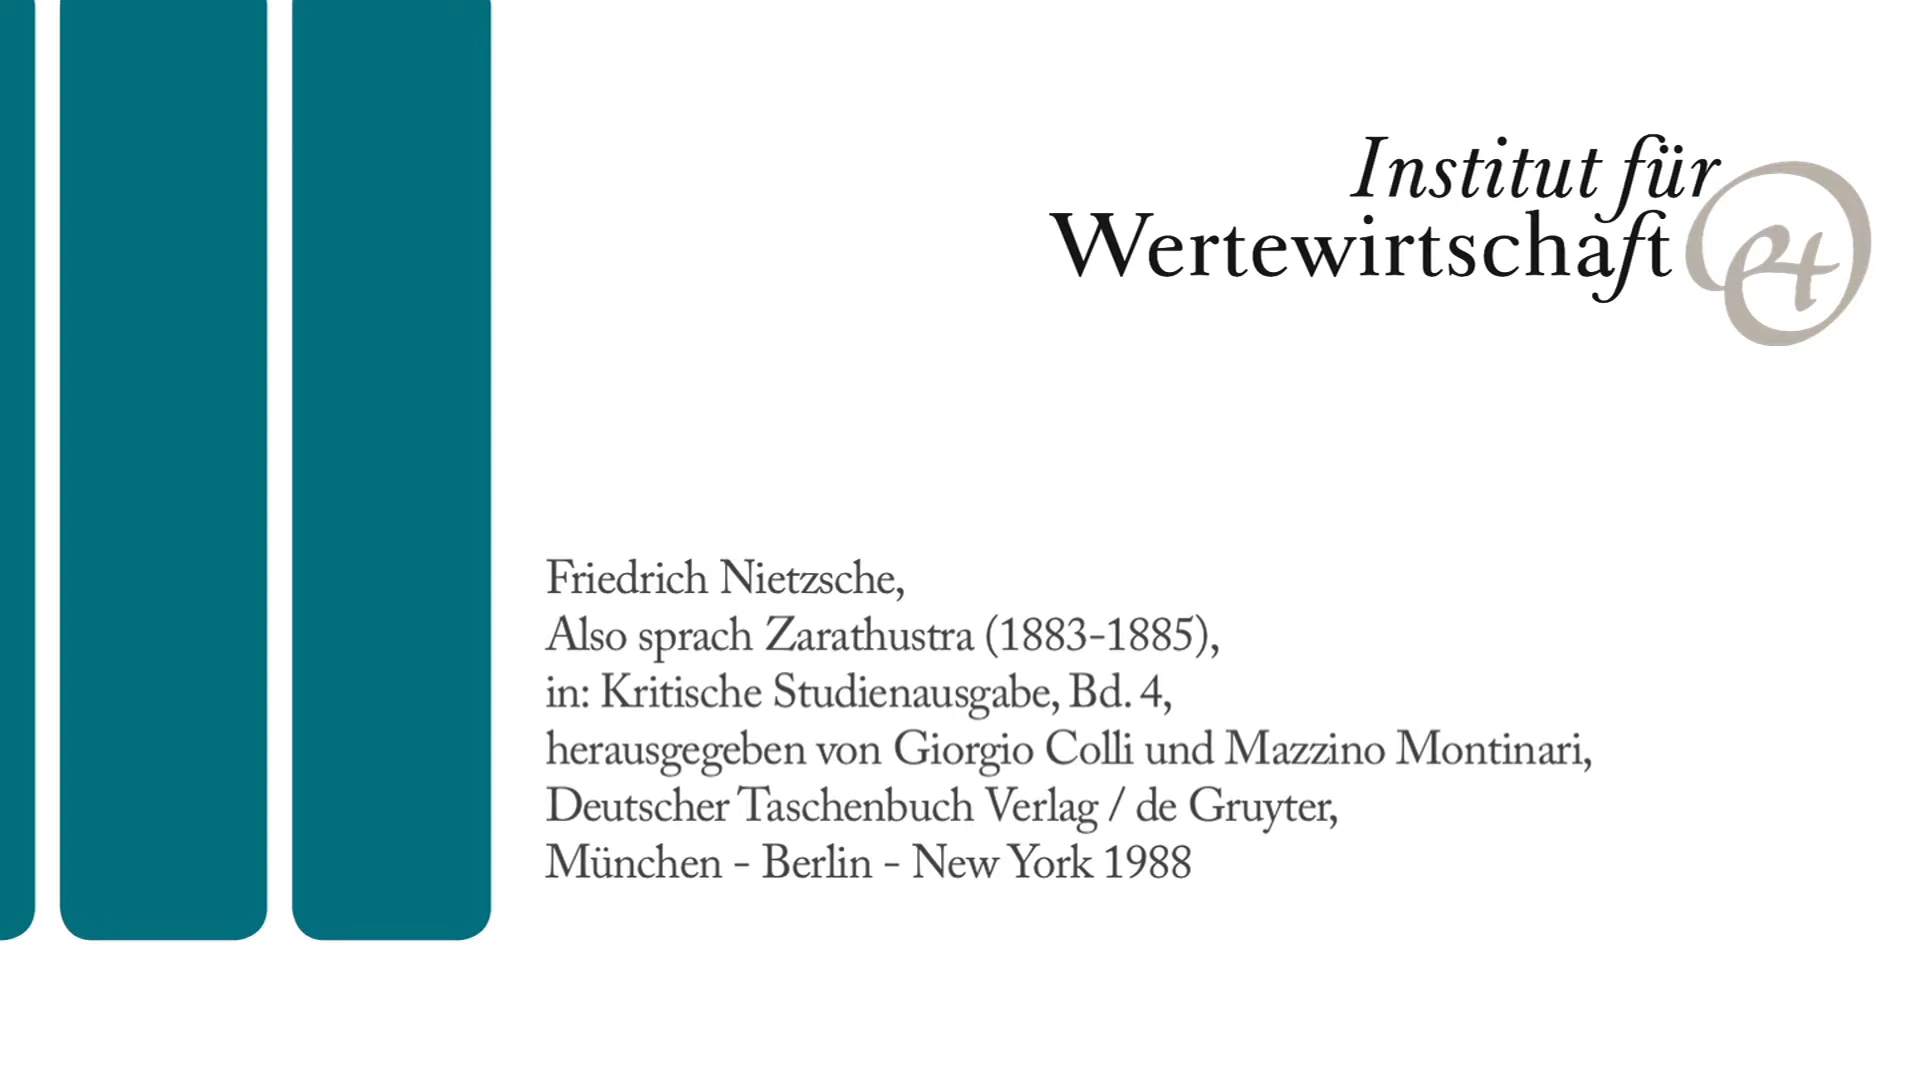 Institut für
Wertewirtschaft
Friedrich Nietzsche,
Also sprach Zarathustra (1883-1885),
in: Kritische Studienausgabe, Bd. 4,
herausgegeben von Giorgio Colli und Mazzino Montinari,
Deutscher Taschenbuch Verlag / de Gruyter,
München - Berlin - New York 1988